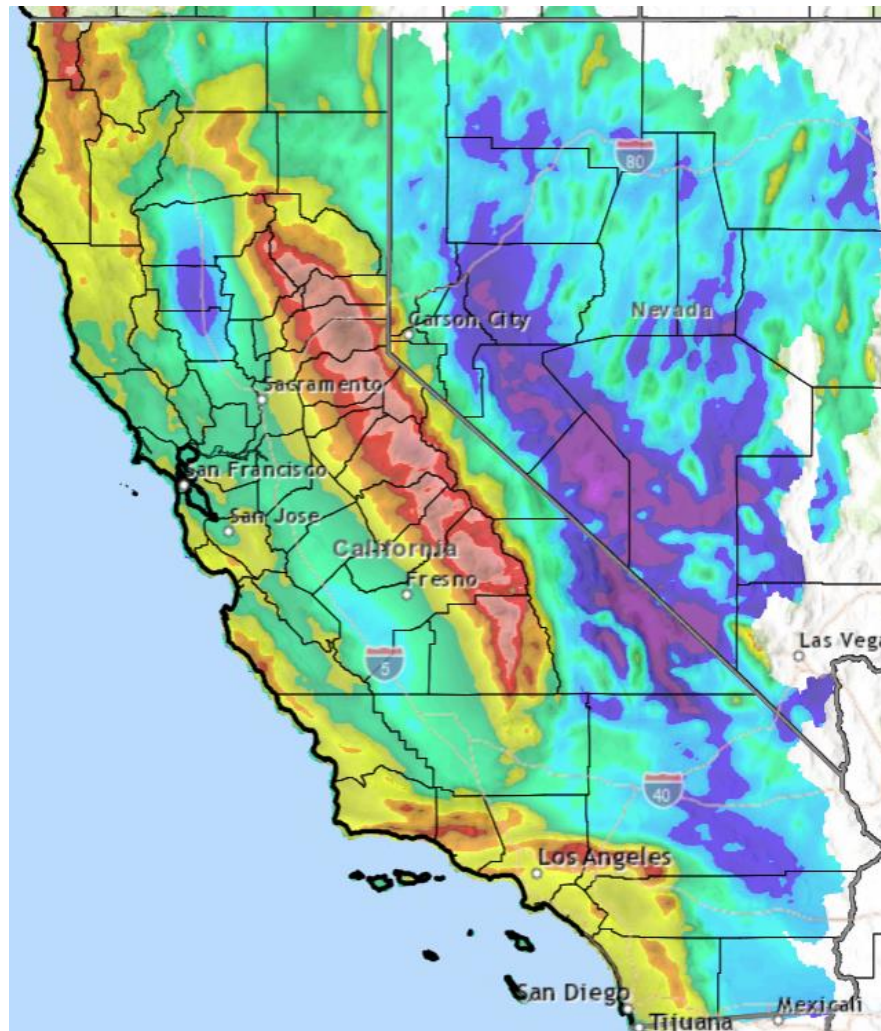 80
Nevada
Carson City
Sacramento
San Francisco
San Jose
California
Fresno
Las Vega
5
40
Los Angeles
San Diego
Mexicali
Tijuana